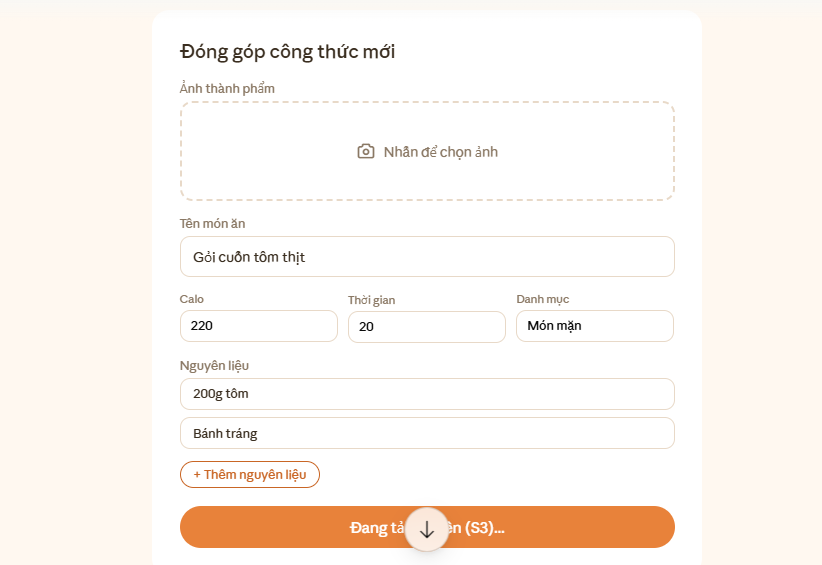 Đóng góp công thức mới
Ảnh thành phẩm
Nhấn để chọn ảnh
Tên món ăn
Gỏi cuốn tôm thịt
Calo
Thời gian
Danh mục
220
20
Món mặn
Nguyên liệu
200g tôm
Bánh tráng
+ Thêm nguyên liệu
Đang (S3)...